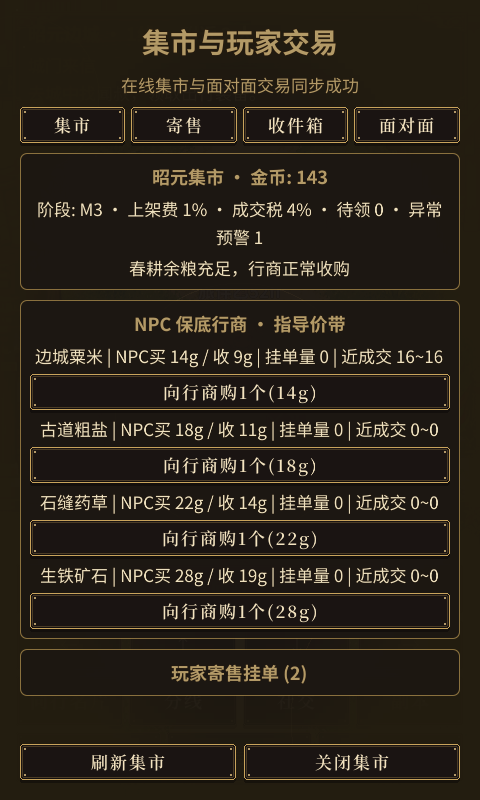 集市与玩家交易
在线集市与面对面交易同步成功
集市 寄售 收件箱 面对面
昭元集市 · 金币: 143
阶段: M3 · 上架费 1% · 成交税 4% · 待领 0 · 异常
预警 1
春耕余粮充足，行商正常收购
NPC 保底行商 · 指导价带
边城粟米 | NPC买 14g / 收 9g | 挂单量 0 | 近成交 16~16
向行商购1个(14g)
古道粗盐 | NPC买 18g / 收 11g | 挂单量 0 | 近成交 0~0
向行商购1个(18g)
石缝药草 | NPC买 22g / 收 14g | 挂单量 0 | 近成交 0~0
向行商购1个(22g)
生铁矿石 | NPC买 28g / 收 19g | 挂单量 0 | 近成交 0~0
向行商购1个(28g)
玩家寄售挂单 (2)
刷新集市 关闭集市